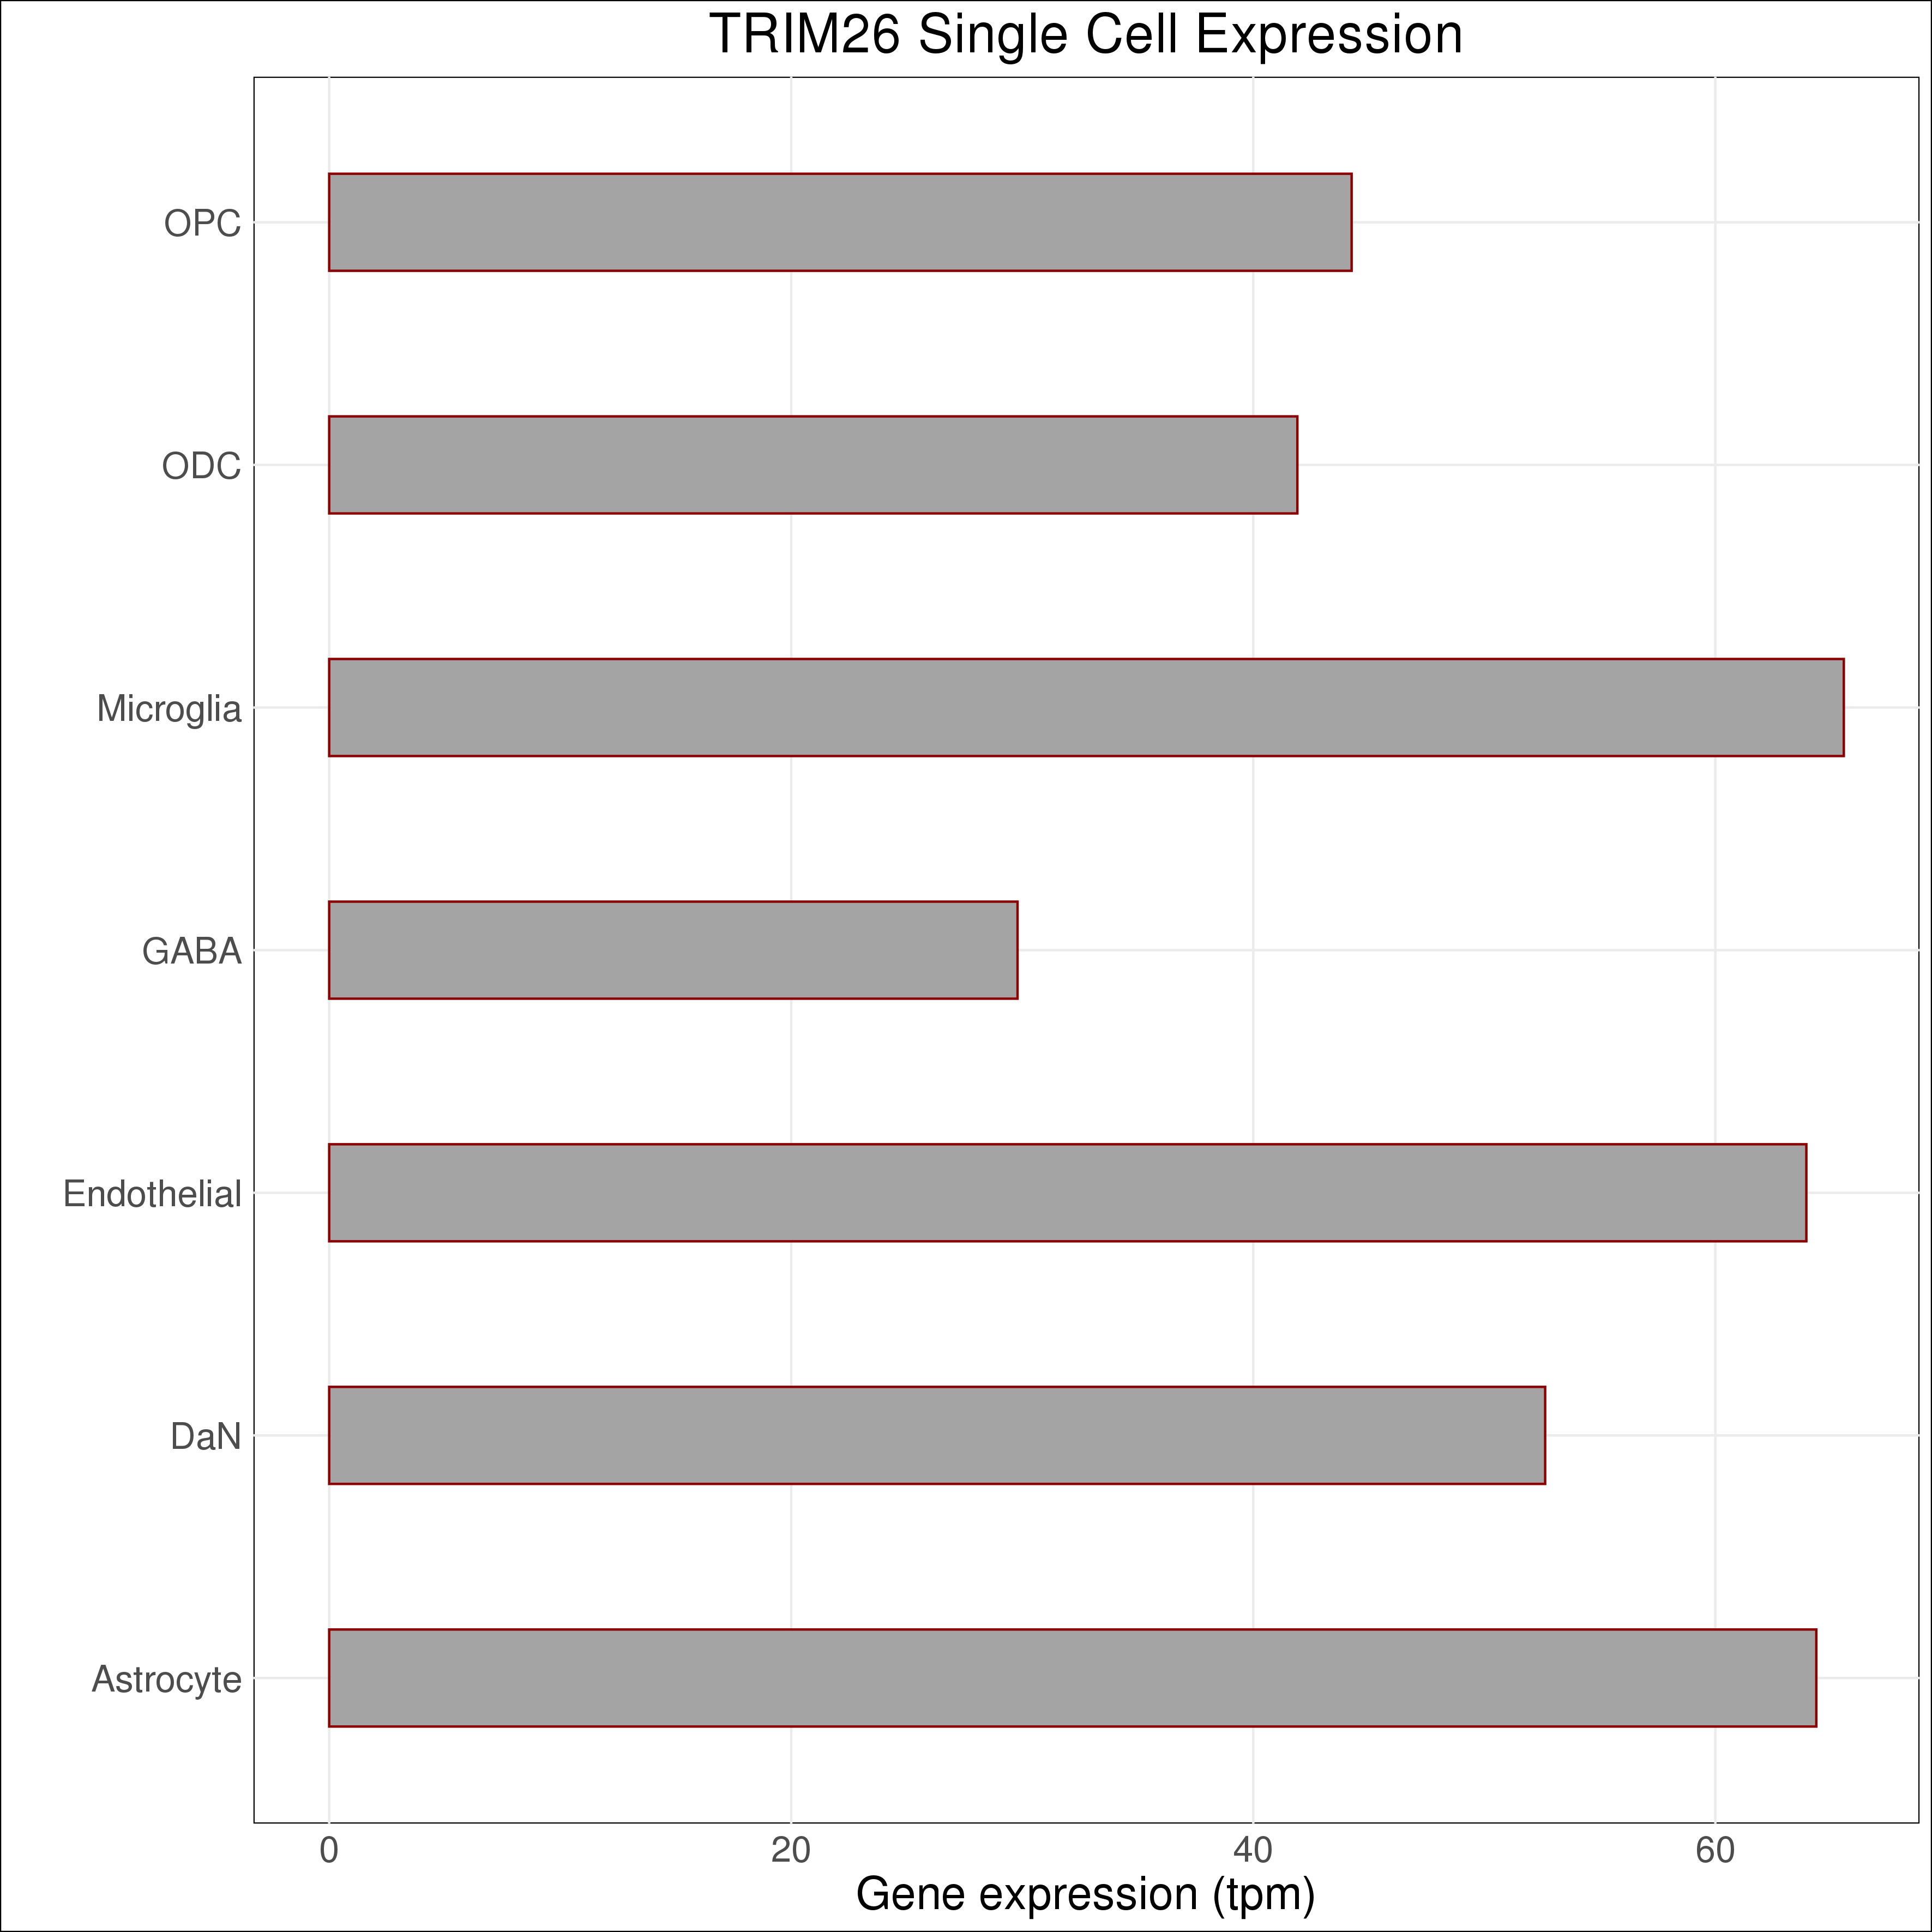 TRIM26 Single Cell Expression
OPC
ODC
Microglia
GABA
Endothelial
DaN
Astrocyte
0 20 40 60
Gene expression (tpm)